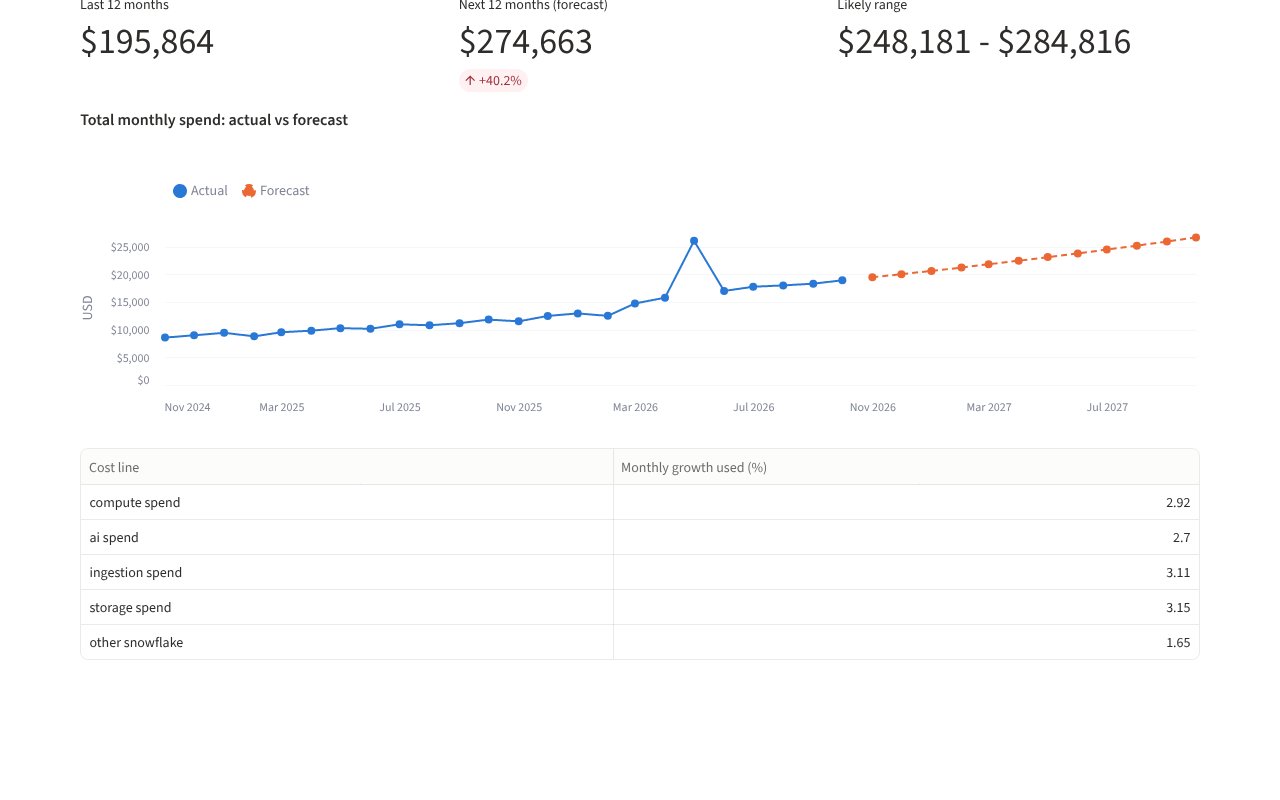 Last 12 months
Next 12 months (forecast)
Likely range
$195,864
$274,663
$248,181 - $284,816
↑ +40.2%
Total monthly spend: actual vs forecast
Actual
Forecast
USD
$25,000
$20,000
$15,000
$10,000
$5,000
$0
Nov 2024
Mar 2025
Jul 2025
Nov 2025
Mar 2026
Jul 2026
Nov 2026
Mar 2027
Jul 2027
Cost line
Monthly growth used (%)
compute spend
2.92
ai spend
2.7
ingestion spend
3.11
storage spend
3.15
other snowflake
1.65